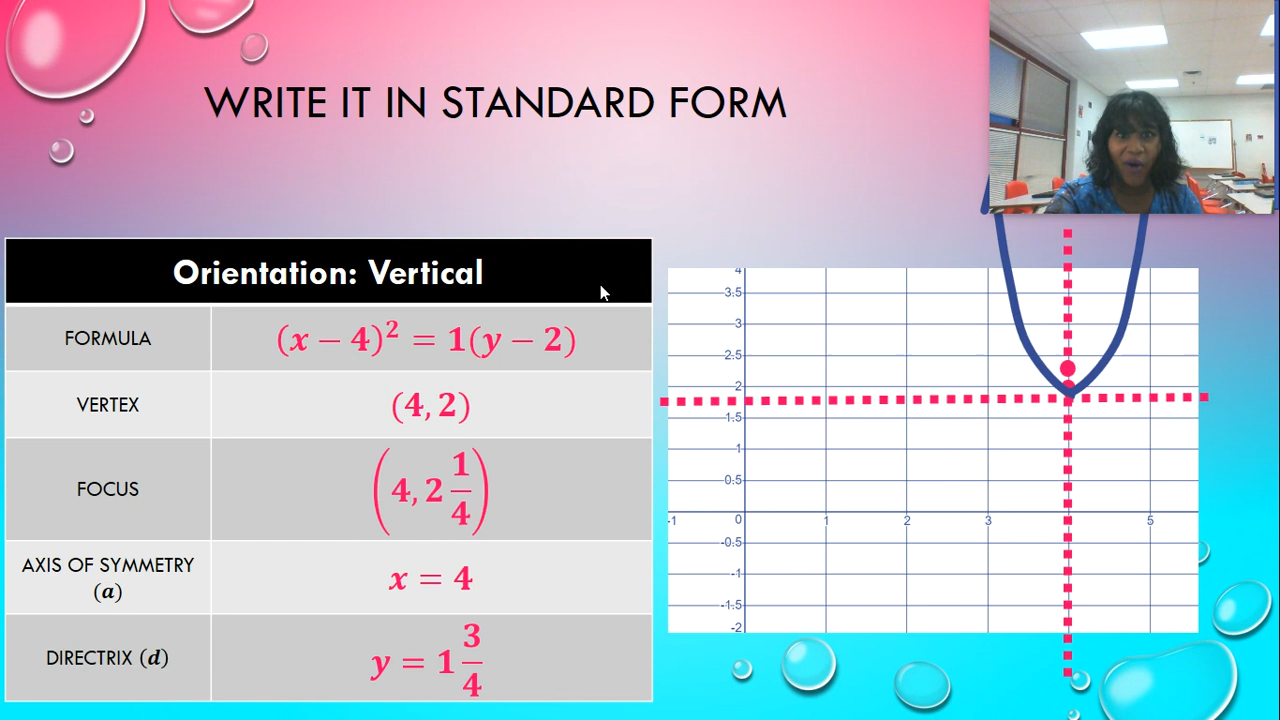 WRITE IT IN STANDARD FORM
Orientation: Vertical
FORMULA
(x − 4)² = 1(y − 2)
VERTEX
(4, 2)
FOCUS
(4, 2 1/4)
AXIS OF SYMMETRY
(a)
x = 4
DIRECTRIX (d)
y = 1 3/4
4
3.5
3
2.5
2
1.5
1
0.5
-1 0 1 2 3 5
-0.5
-1
-1.5
-2